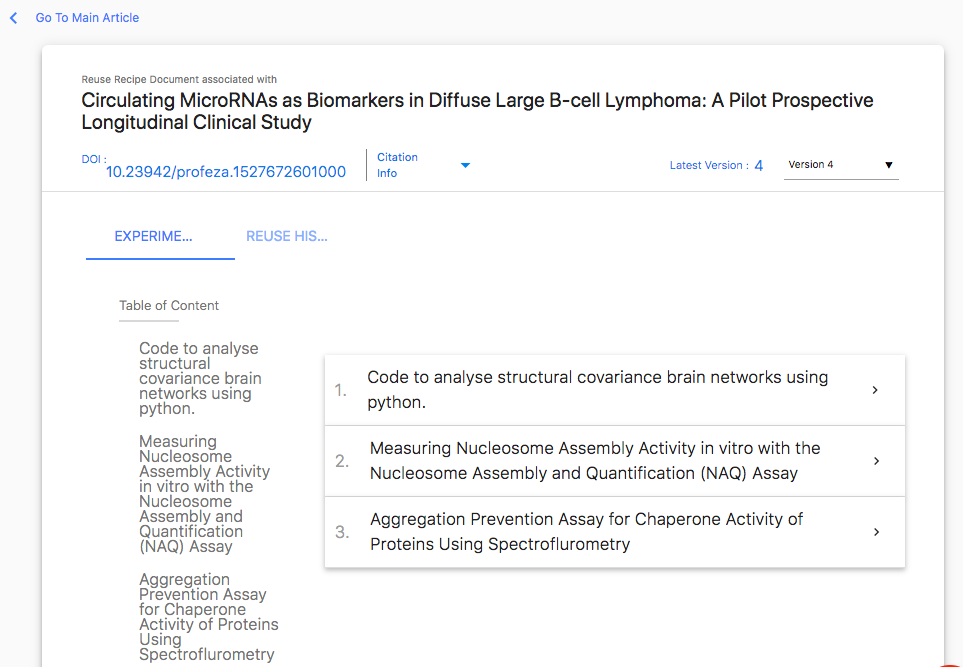 Go To Main Article
Reuse Recipe Document associated with
Circulating MicroRNAs as Biomarkers in Diffuse Large B-cell Lymphoma: A Pilot Prospective
Longitudinal Clinical Study
DOI :
10.23942/profeza.1527672601000
Citation
Info
Latest Version : 4
Version 4
EXPERIME...
REUSE HIS...
Table of Content
Code to analyse
structural
covariance brain
networks using
python.
Measuring
Nucleosome
Assembly Activity
in vitro with the
Nucleosome
Assembly and
Quantification
(NAQ) Assay
Aggregation
Prevention Assay
for Chaperone
Activity of Proteins
Using
Spectroflurometry
1.
Code to analyse structural covariance brain networks using
python.
2.
Measuring Nucleosome Assembly Activity in vitro with the
Nucleosome Assembly and Quantification (NAQ) Assay
3.
Aggregation Prevention Assay for Chaperone Activity of
Proteins Using Spectroflurometry